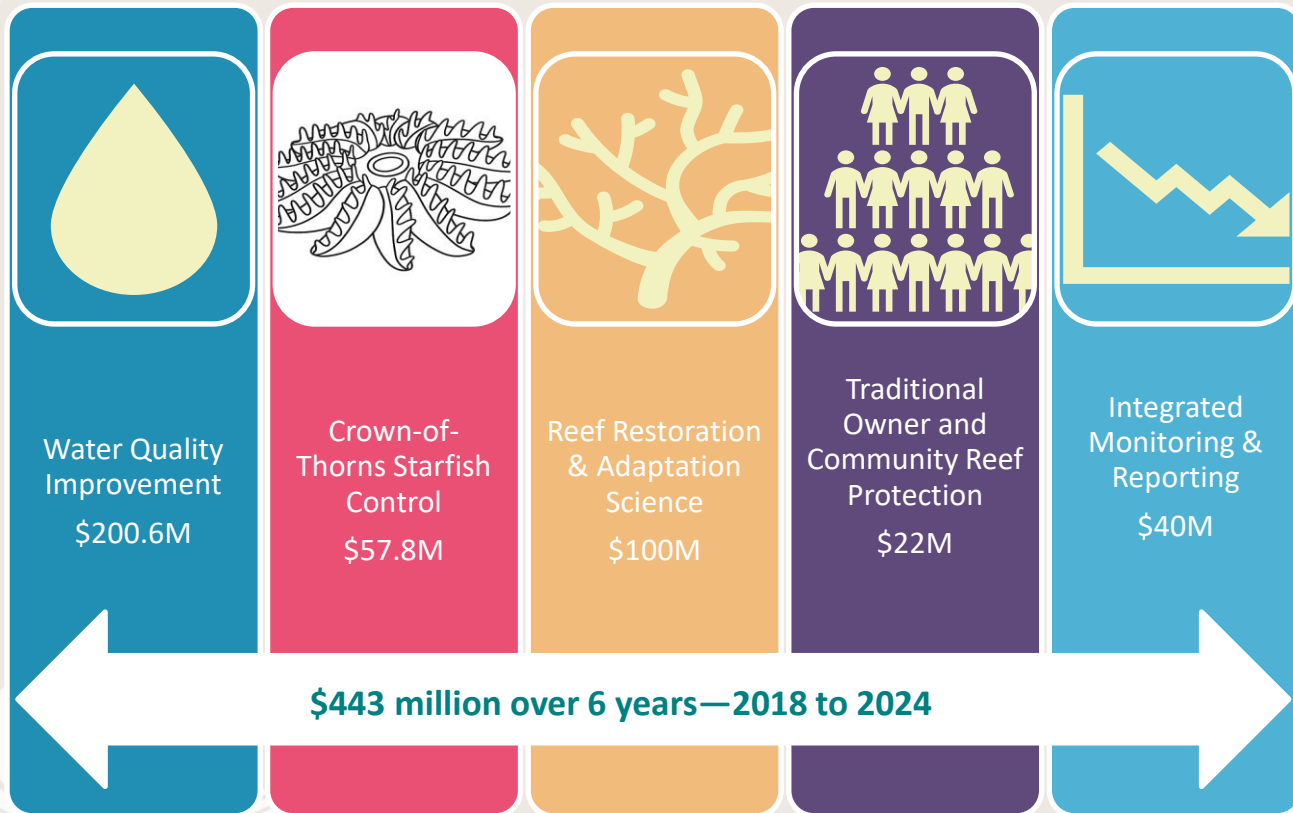 Water Quality
Improvement
$200.6M
Crown-of-
Thorns Starfish
Control
$57.8M
Reef Restoration
& Adaptation
Science
$100M
Traditional
Owner and
Community Reef
Protection
$22M
Integrated
Monitoring &
Reporting
$40M
$443 million over 6 years—2018 to 2024